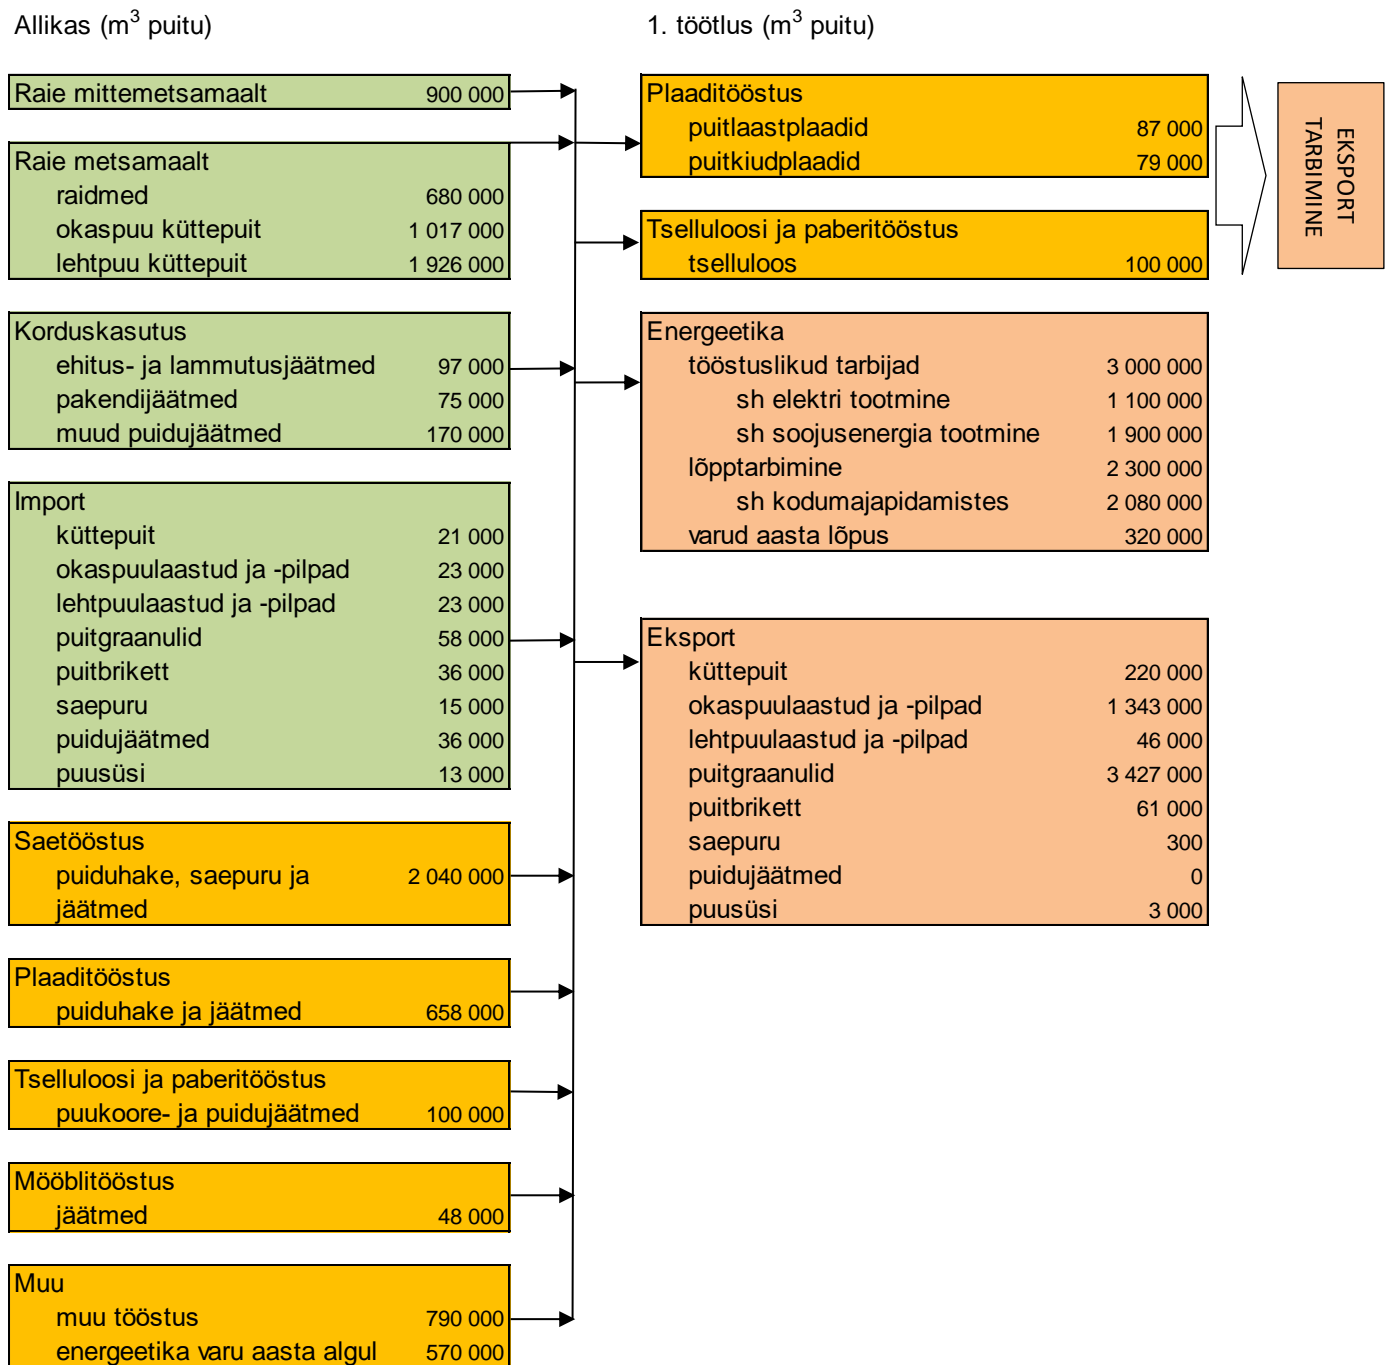 Allikas (m³ puitu)
Raie mittemetsamaalt 900 000
Raie metsamaalt
raidmed 680 000
okaspuu küttepuit 1 017 000
lehtpuu küttepuit 1 926 000
Korduskasutus
ehitus- ja lammutusjäätmed 97 000
pakendijäätmed 75 000
muud puidujäätmed 170 000
Import
küttepuit 21 000
okaspuulaastud ja -pilpad 23 000
lehtpuulaastud ja -pilpad 23 000
puitgraanulid 58 000
puitbrikett 36 000
saepuru 15 000
puidujäätmed 36 000
puusüsi 13 000
Saetööstus
puiduhake, saepuru ja 2 040 000
jäätmed
Plaaditööstus
puiduhake ja jäätmed 658 000
Tselluloosi ja paberitööstus
puukoore- ja puidujäätmed 100 000
Mööblitööstus
jäätmed 48 000
Muu
muu tööstus 790 000
energeetika varu aasta algul 570 000
1. töötlus (m³ puitu)
Plaaditööstus
puitlaastplaadid 87 000
puitkiudplaadid 79 000
Tselluloosi ja paberitööstus
tselluloos 100 000
Energeetika
tööstuslikud tarbijad 3 000 000
sh elektri tootmine 1 100 000
sh soojusenergia tootmine 1 900 000
lõpptarbimine 2 300 000
sh kodumajapidamistes 2 080 000
varud aasta lõpus 320 000
Eksport
küttepuit 220 000
okaspuulaastud ja -pilpad 1 343 000
lehtpuulaastud ja -pilpad 46 000
puitgraanulid 3 427 000
puitbrikett 61 000
saepuru 300
puidujäätmed 0
puusüsi 3 000
EKSPORT
TARBIMINE